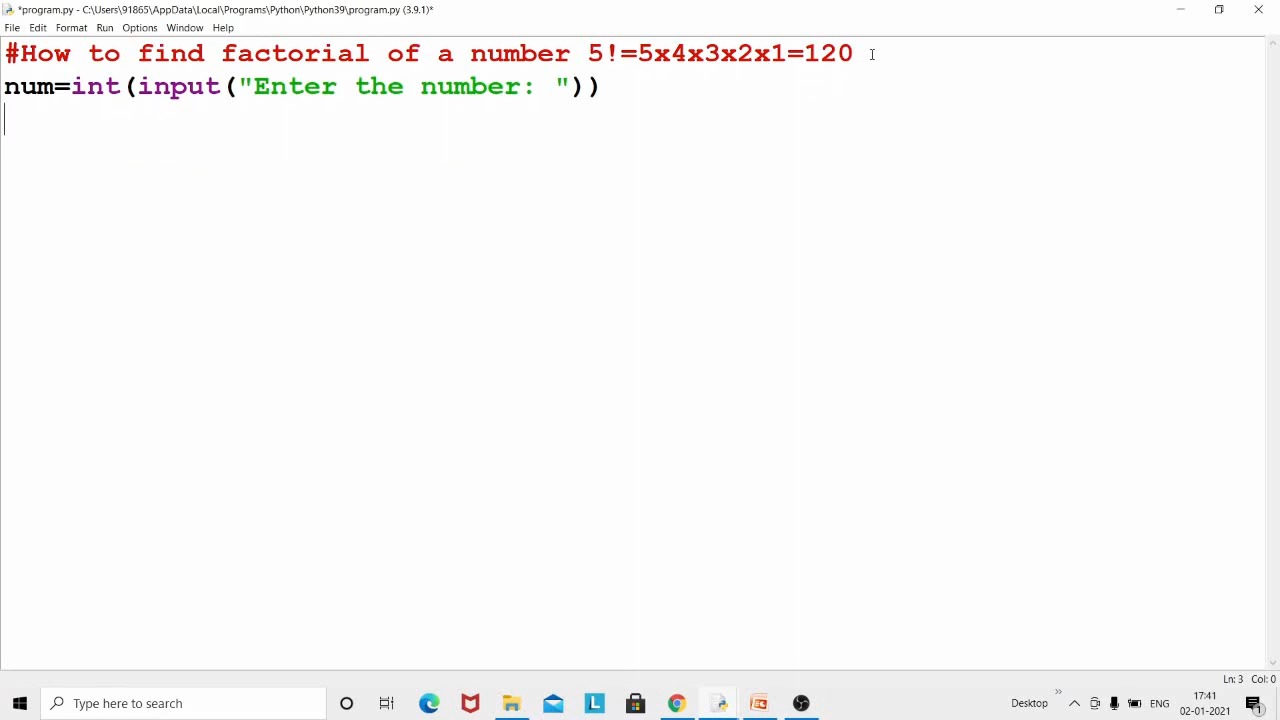 *program.py - C:\Users\91865\AppData\Local\Programs\Python\Python39\program.py (3.9.1)*
File Edit Format Run Options Window Help
#How to find factorial of a number 5!=5x4x3x2x1=120
num=int(input("Enter the number: "))
Ln: 3 Col: 0
Type here to search
L
Desktop
ENG
17:41
02-01-2021
1